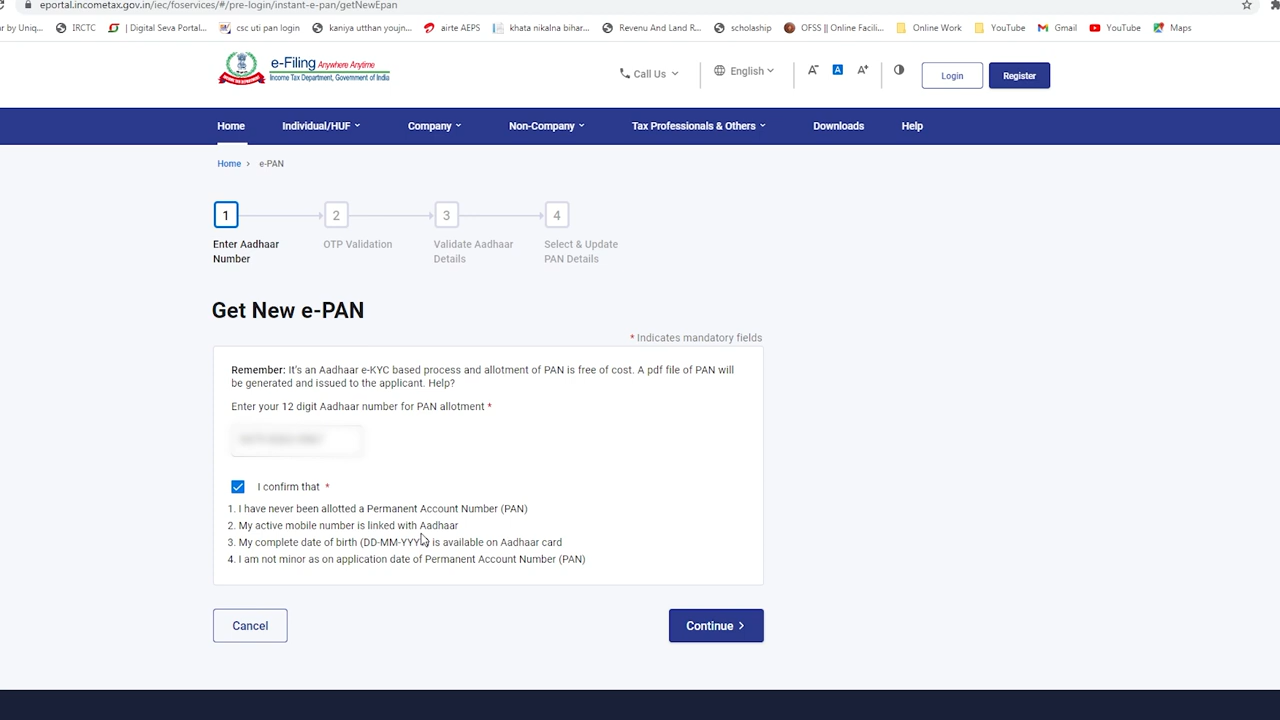 eportal.incometax.gov.in/iec/foservices/#/pre-login/instant-e-pan/getNewEpan
ar by Uniq... IRCTC | Digital Seva Portal... csc uti pan login kaniya utthan youjn... airte AEPS khata nikalna bihar... Revenu And Land R... scholaship OFSS || Online Facili... Online Work YouTube Gmail YouTube Maps
e-Filing Anywhere Anytime
Income Tax Department, Government of India
Call Us English A- A A+ Login Register
Home Individual/HUF Company Non-Company Tax Professionals & Others Downloads Help
Home > e-PAN
1 2 3 4
Enter Aadhaar Number
OTP Validation
Validate Aadhaar Details
Select & Update PAN Details
Get New e-PAN
* Indicates mandatory fields
Remember: It's an Aadhaar e-KYC based process and allotment of PAN is free of cost. A pdf file of PAN will
be generated and issued to the applicant. Help?
Enter your 12 digit Aadhaar number for PAN allotment *
I confirm that *
1. I have never been allotted a Permanent Account Number (PAN)
2. My active mobile number is linked with Aadhaar
3. My complete date of birth (DD-MM-YYYY) is available on Aadhaar card
4. I am not minor as on application date of Permanent Account Number (PAN)
Cancel Continue >